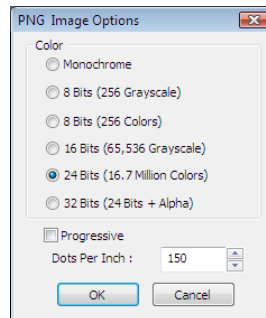 PNG Image Options
Color
Monochrome
8 Bits (256 Grayscale)
8 Bits (256 Colors)
16 Bits (65,536 Grayscale)
24 Bits (16.7 Million Colors)
32 Bits (24 Bits + Alpha)
Progressive
Dots Per Inch : 150
OK Cancel